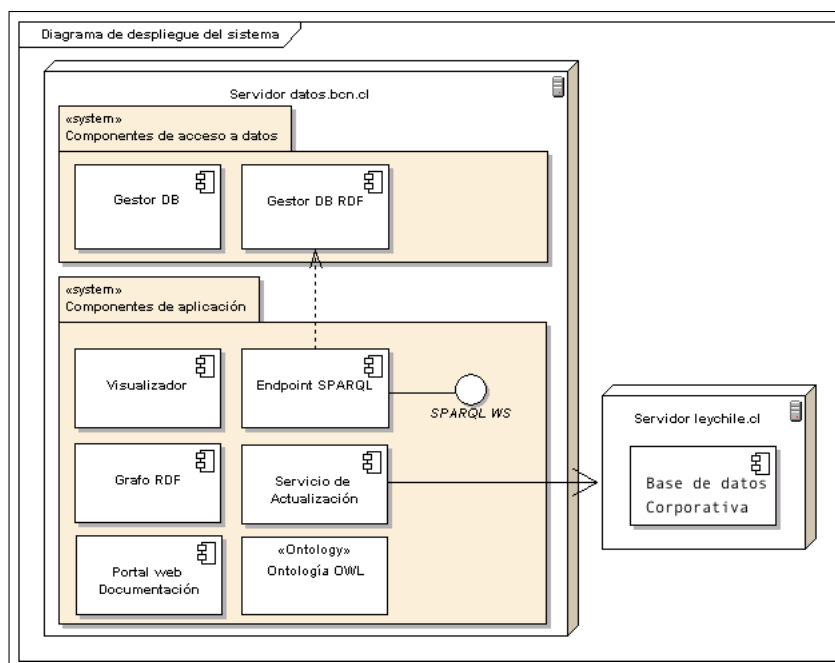 Diagrama de despliegue del sistema
Servidor datos.bcn.cl
«system»
Componentes de acceso a datos
Gestor DB
Gestor DB RDF
«system»
Componentes de aplicación
Visualizador
Endpoint SPARQL
SPARQL WS
Grafo RDF
Servicio de
Actualización
Portal web
Documentación
«Ontology»
Ontología OWL
Servidor leychile.cl
Base de datos
Corporativa